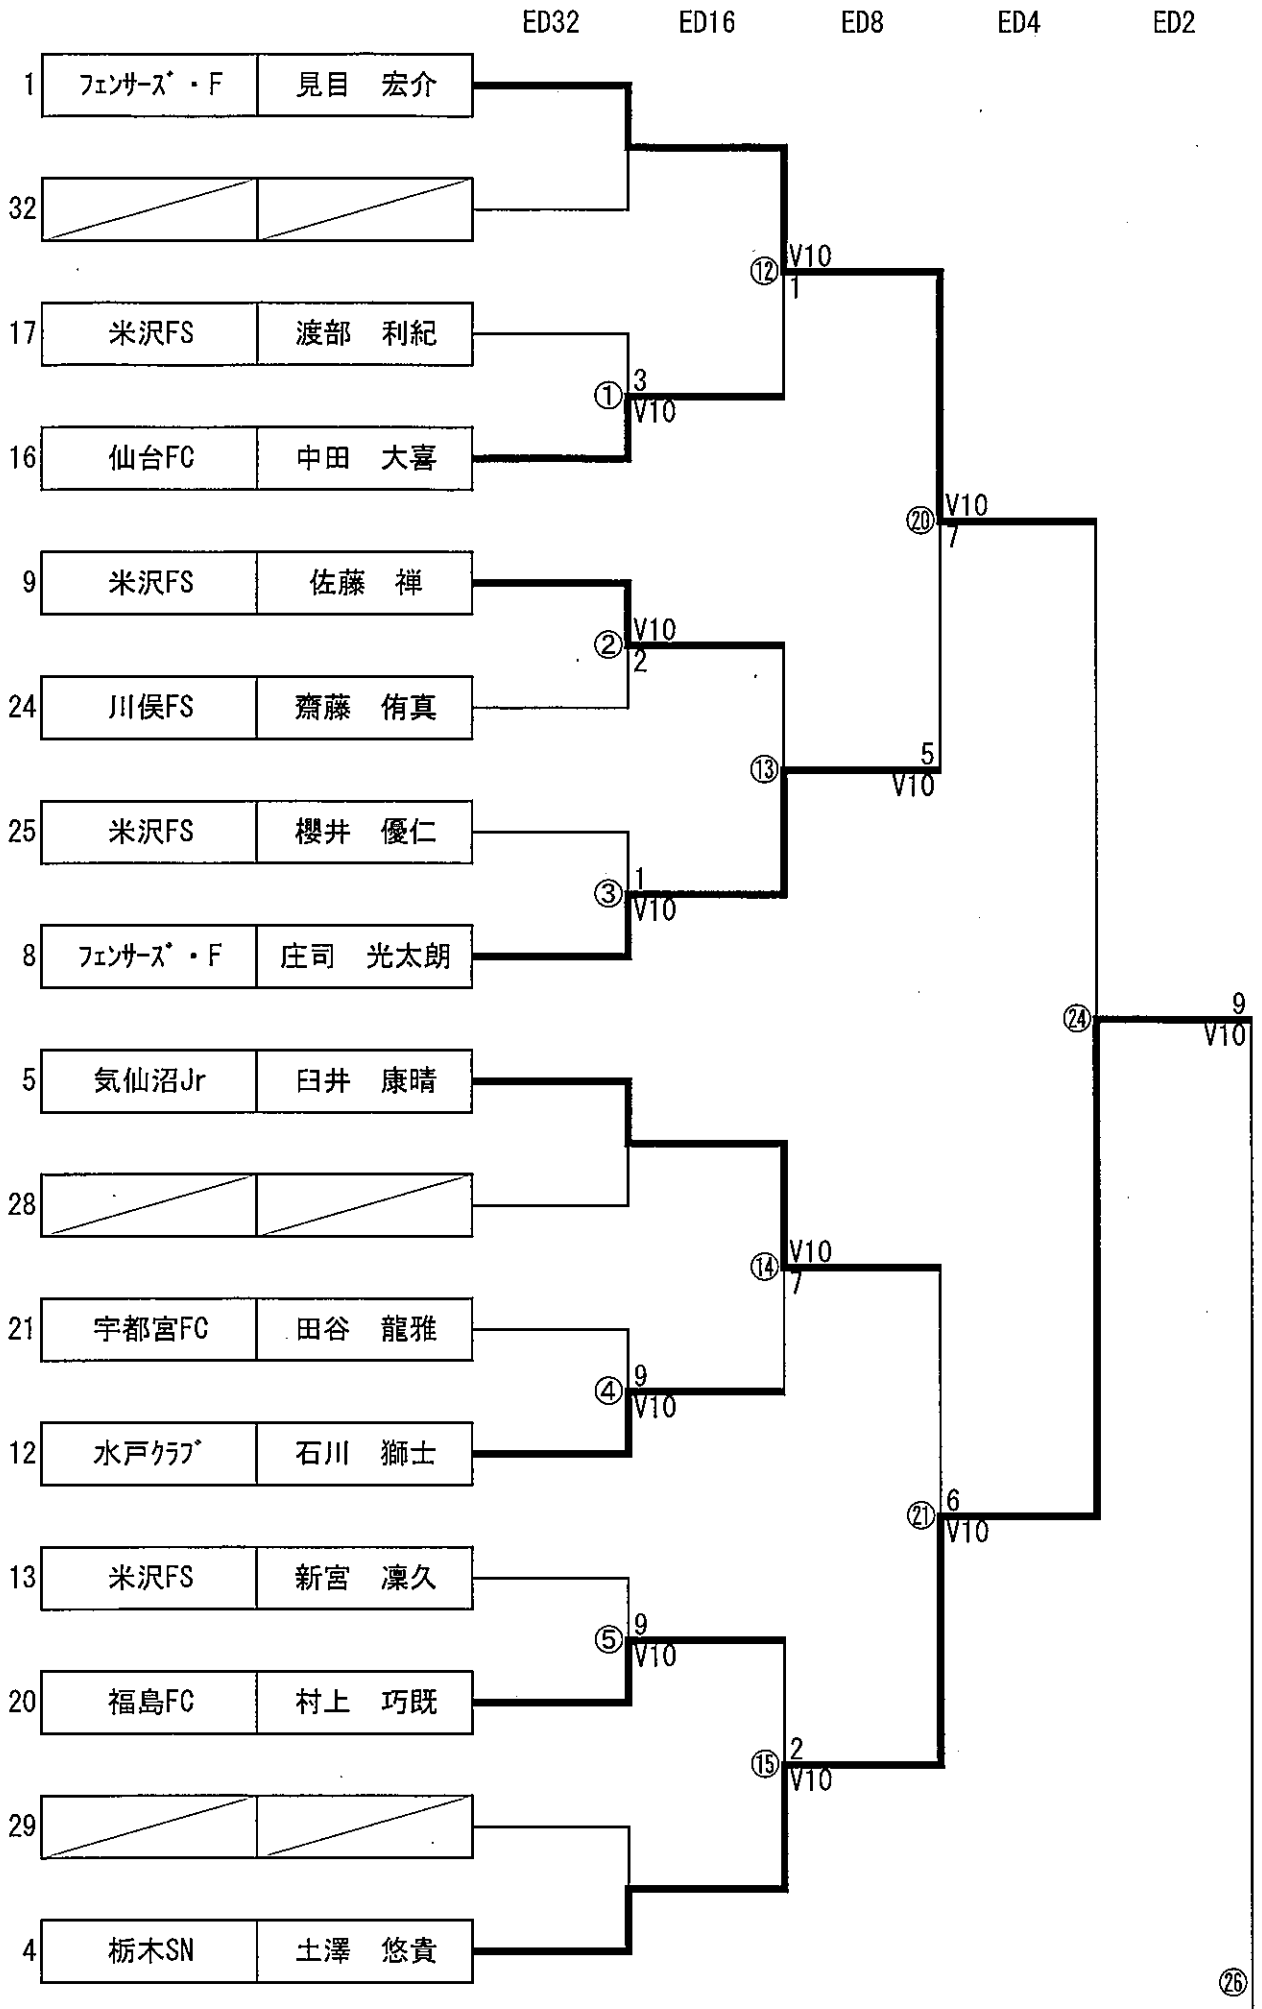 ED32 ED16 ED8 ED4 ED2
1 フェンサーズ・F 見目 宏介
32
⑫ V10
1
17 米沢FS 渡部 利紀
① 3
V10
16 仙台FC 中田 大喜
⑳ V10
7
9 米沢FS 佐藤 禅
② V10
2
24 川俣FS 齋藤 侑真
⑬ 5
V10
25 米沢FS 櫻井 優仁
③ 1
V10
8 フェンサーズ・F 庄司 光太朗
㉔ 9
V10
5 気仙沼Jr 臼井 康晴
28
⑭ V10
7
21 宇都宮FC 田谷 龍雅
④ 9
V10
12 水戸クラブ 石川 獅士
㉑ 6
V10
13 米沢FS 新宮 凜久
⑤ 9
V10
20 福島FC 村上 巧既
⑮ 2
V10
29
4 栃木SN 土澤 悠貴
㉖